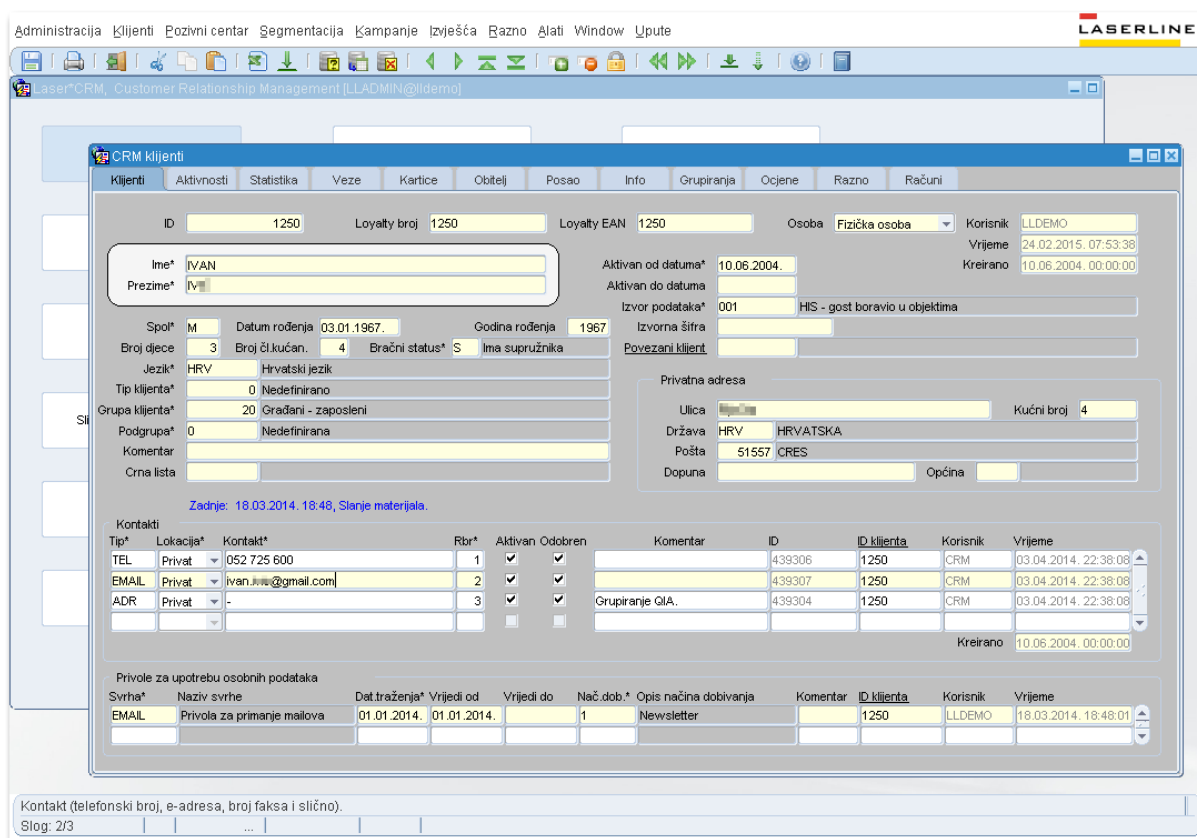 Administracija Klijenti Pozivni centar Segmentacija Kampanje Izvješća Razno Alati Window Upute
LASERLINE
Laser*CRM, Customer Relationship Management [LLADMIN@lldemo]
CRM klijenti
Klijenti Aktivnosti Statistika Veze Kartice Obitelj Posao Info Grupiranja Ocjene Razno Računi
ID 1250 Loyalty broj 1250 Loyalty EAN 1250 Osoba Fizička osoba Korisnik LLDEMO
Vrijeme 24.02.2015. 07:53:38
Ime* IVAN Aktivan od datuma* 10.06.2004. Kreirano 10.06.2004. 00:00:00
Prezime* Aktivan do datuma
Izvor podataka* 001 HIS - gost boravio u objektima
Spol* M Datum rođenja 03.01.1967. Godina rođenja 1967 Izvorna šifra
Broj djece 3 Broj čl.kućan. 4 Bračni status* S Ima supružnika Povezani klijent
Jezik* HRV Hrvatski jezik
Tip klijenta* 0 Nedefinirano Privatna adresa
Grupa klijenta* 20 Građani - zaposleni Ulica Kućni broj 4
Podgrupa* 0 Nedefinirana Država HRV HRVATSKA
Komentar Pošta 51557 CRES
Crna lista Dopuna Općina
Sli
Zadnje: 18.03.2014. 18:48, Slanje materijala.
Kontakti
Tip* Lokacija* Kontakt* Rbr* Aktivan Odobren Komentar ID ID klijenta Korisnik Vrijeme
TEL Privat 052 725 600 1 439306 1250 CRM 03.04.2014. 22:38:08
EMAIL Privat ivan. @gmail.com 2 439307 1250 CRM 03.04.2014. 22:38:08
ADR Privat - 3 Grupiranje QIA. 439304 1250 CRM 03.04.2014. 22:38:08
Kreirano 10.06.2004. 00:00:00
Privole za upotrebu osobnih podataka
Svrha* Naziv svrhe Dat.traženja* Vrijedi od Vrijedi do Nač.dob.* Opis načina dobivanja Komentar ID klijenta Korisnik Vrijeme
EMAIL Privola za primanje mailova 01.01.2014. 01.01.2014. 1 Newsletter 1250 LLDEMO 18.03.2014. 18:48:01
Kontakt (telefonski broj, e-adresa, broj faksa i slično).
Slog: 2/3 ...